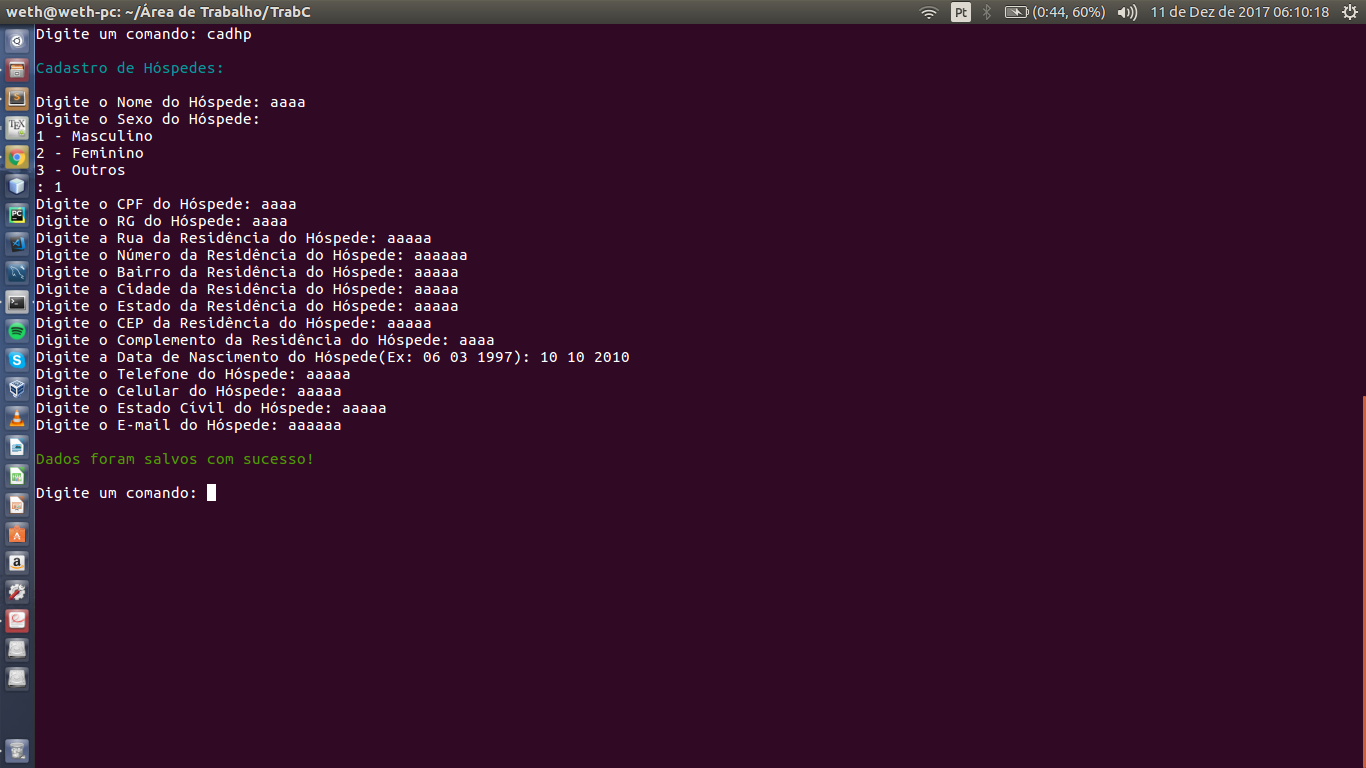 weth@weth-pc: ~/Área de Trabalho/TrabC
Pt
(0:44, 60%)
11 de Dez de 2017 06:10:18
Digite um comando: cadhp
Cadastro de Hóspedes:
Digite o Nome do Hóspede: aaaa
Digite o Sexo do Hóspede:
1 - Masculino
2 - Feminino
3 - Outros
: 1
Digite o CPF do Hóspede: aaaa
Digite o RG do Hóspede: aaaa
Digite a Rua da Residência do Hóspede: aaaaa
Digite o Número da Residência do Hóspede: aaaaaa
Digite o Bairro da Residência do Hóspede: aaaaa
Digite a Cidade da Residência do Hóspede: aaaaa
Digite o Estado da Residência do Hóspede: aaaaa
Digite o CEP da Residência do Hóspede: aaaaa
Digite o Complemento da Residência do Hóspede: aaaa
Digite a Data de Nascimento do Hóspede(Ex: 06 03 1997): 10 10 2010
Digite o Telefone do Hóspede: aaaaa
Digite o Celular do Hóspede: aaaaa
Digite o Estado Cívil do Hóspede: aaaaa
Digite o E-mail do Hóspede: aaaaaa
Dados foram salvos com sucesso!
Digite um comando: